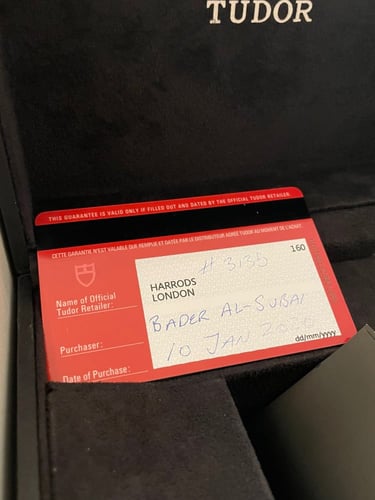 TUDOR
THIS GUARANTEE IS VALID ONLY IF FILLED OUT AND DATED BY THE OFFICIAL TUDOR RETAILER.
CETTE GARANTIE N'EST VALABLE QUE REMPLIE ET DATÉE PAR LE DISTRIBUTEUR AGRÉÉ TUDOR AU MOMENT DE L'ACHAT.
# 3135
160
HARRODS
LONDON
Name of Official
Tudor Retailer:
BADER AL-SUBAI
Purchaser:
10 JAN
Date of Purchase:
dd/mm/yyyy